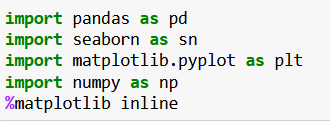 import pandas as pd
import seaborn as sn
import matplotlib.pyplot as plt
import numpy as np
%matplotlib inline